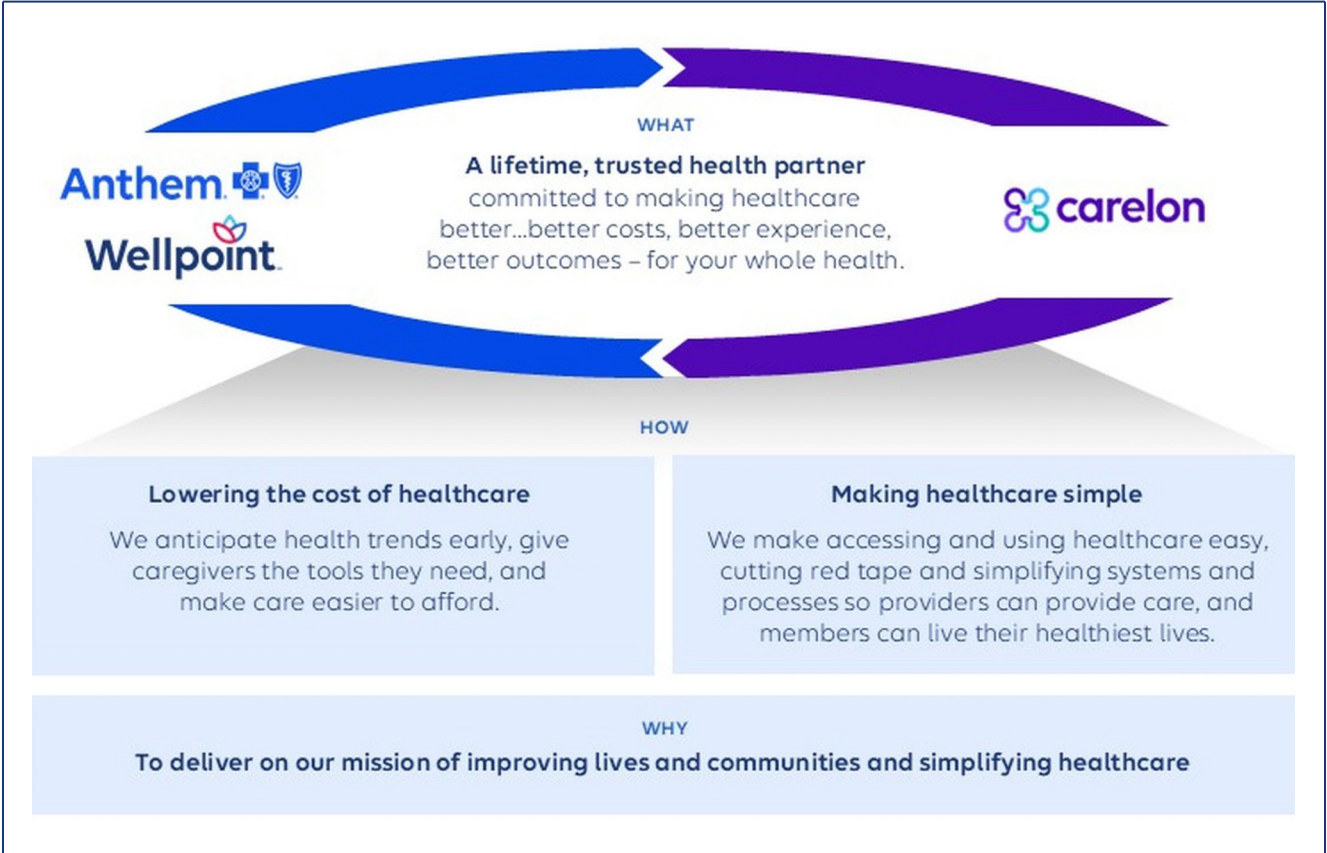 WHAT
A lifetime, trusted health partner
committed to making healthcare
better...better costs, better experience,
better outcomes – for your whole health.
Anthem
Wellpoint
carelon
HOW
Lowering the cost of healthcare
We anticipate health trends early, give
caregivers the tools they need, and
make care easier to afford.
Making healthcare simple
We make accessing and using healthcare easy,
cutting red tape and simplifying systems and
processes so providers can provide care, and
members can live their healthiest lives.
WHY
To deliver on our mission of improving lives and communities and simplifying healthcare